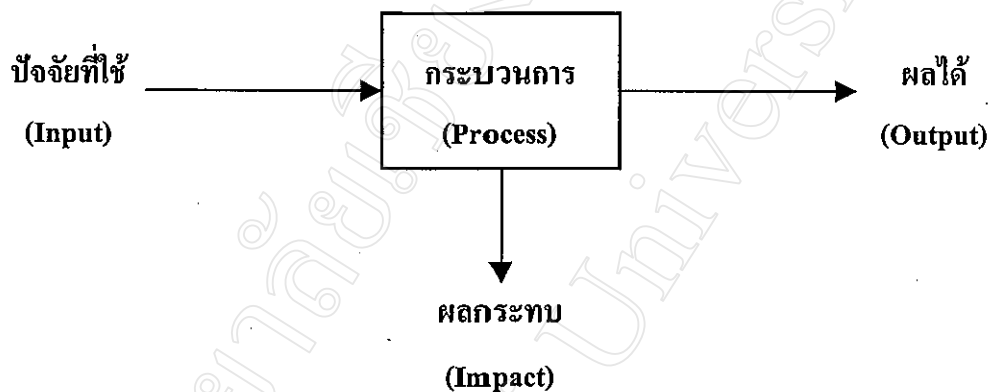 ปัจจัยที่ใช้
(Input)
กระบวนการ
(Process)
ผลได้
(Output)
ผลกระทบ
(Impact)